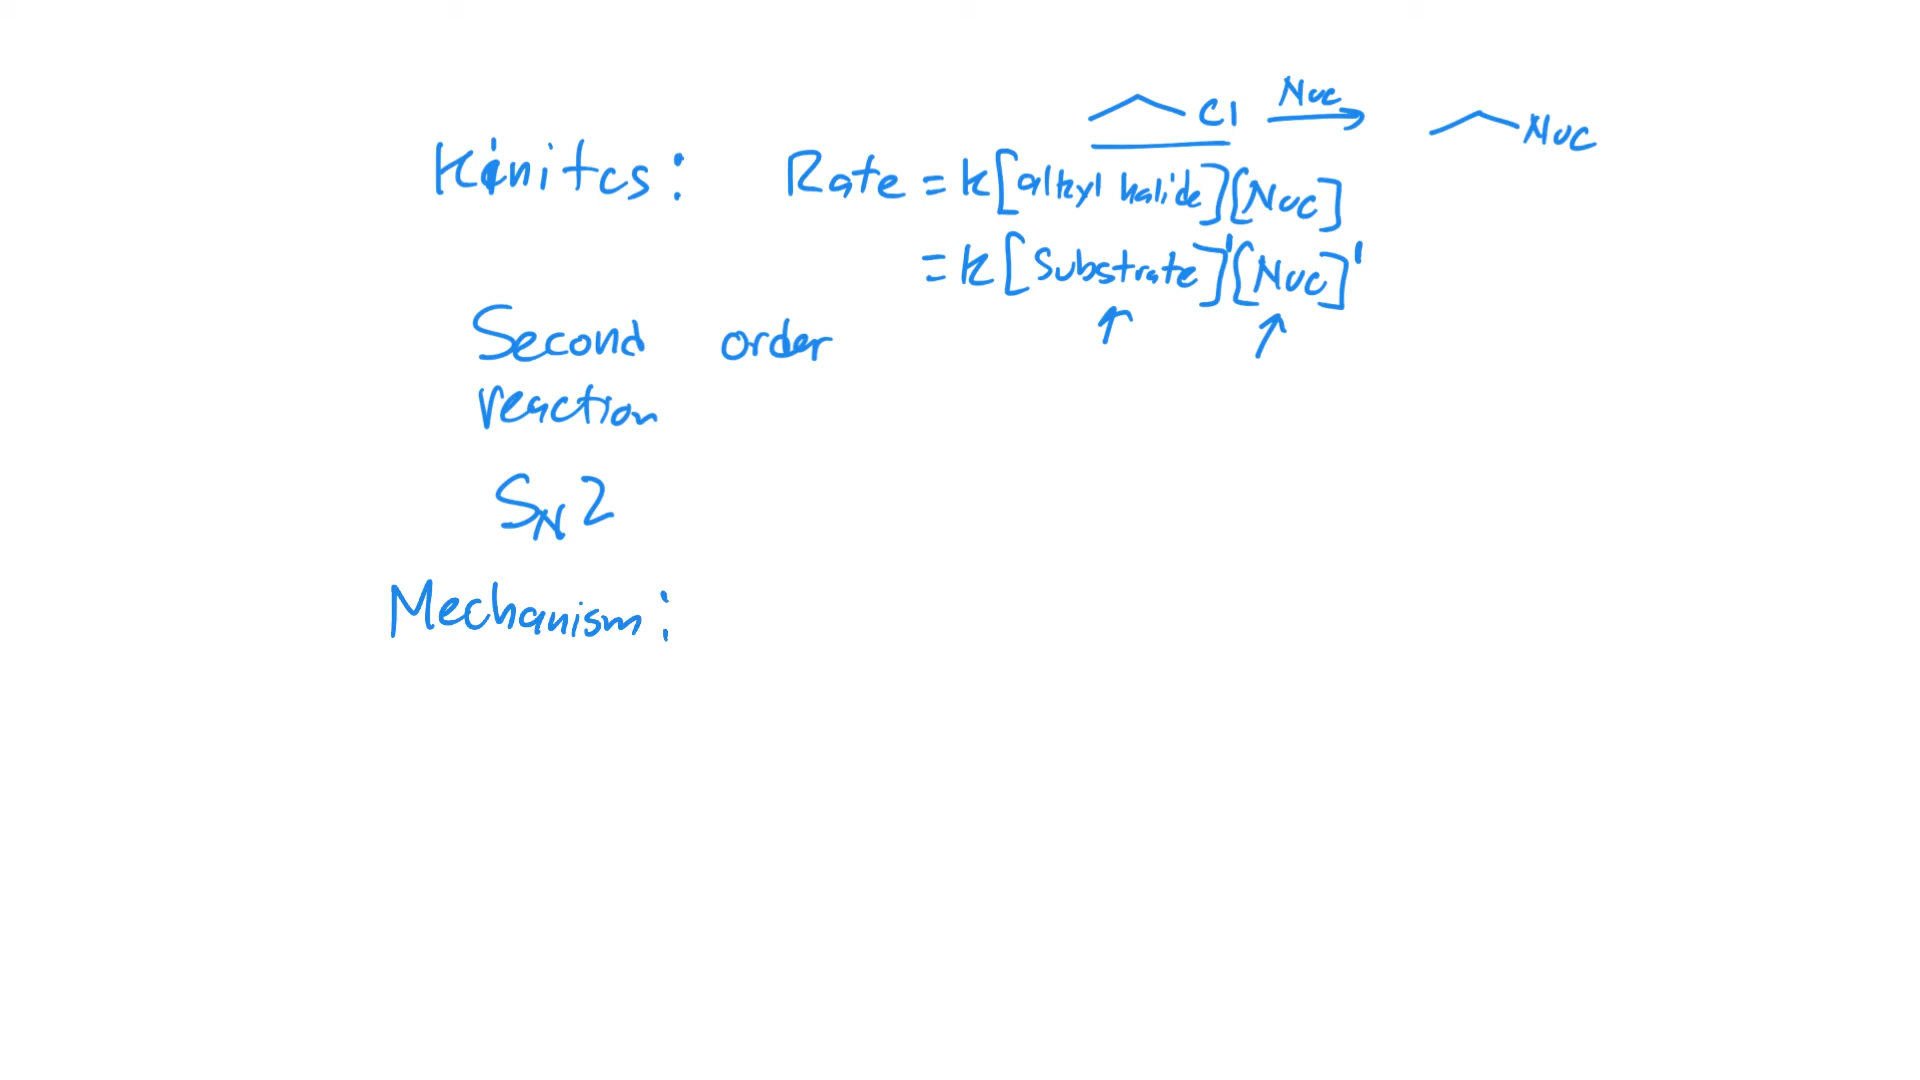 Cl Nuc Nuc
Kinitcs: Rate = k[alkyl halide][Nuc]
= k[Substrate]¹[Nuc]¹
Second order
reaction
SN2
Mechanism: